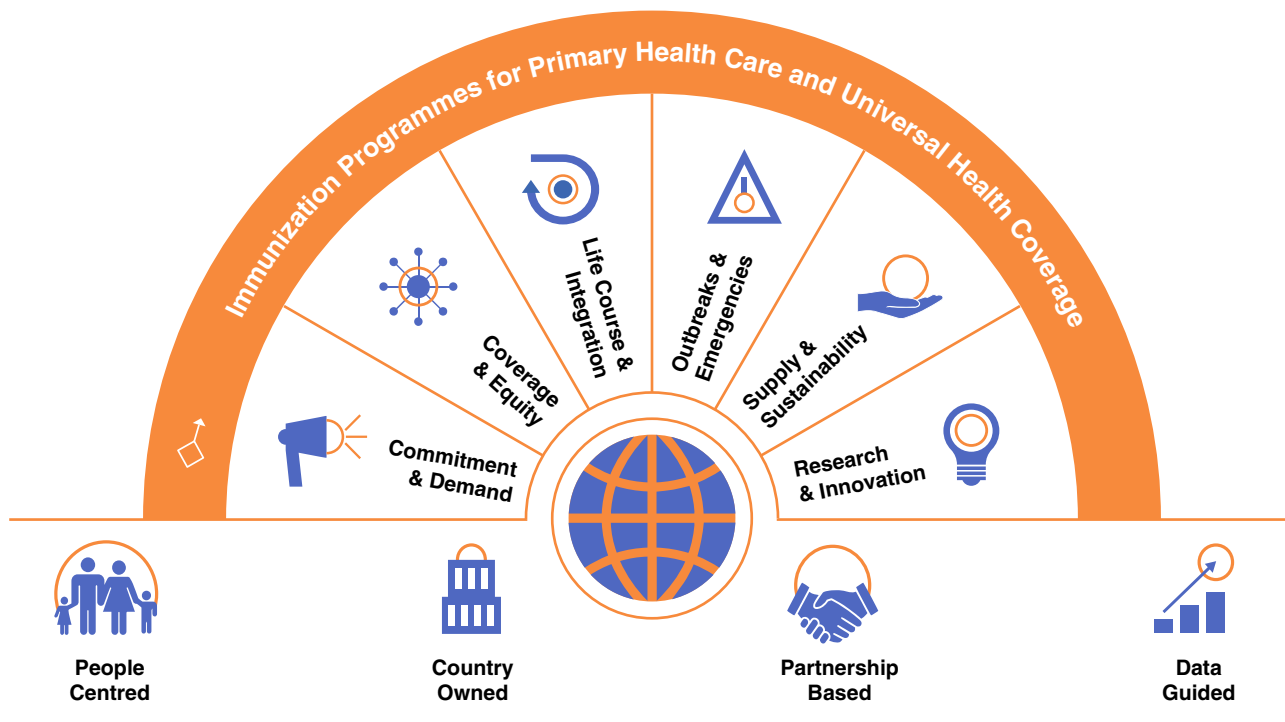 Immunization Programmes for Primary Health Care and Universal Health Coverage
Commitment
& Demand
Coverage
& Equity
Life Course &
Integration
Outbreaks &
Emergencies
Supply &
Sustainability
Research
& Innovation
People
Centred
Country
Owned
Partnership
Based
Data
Guided